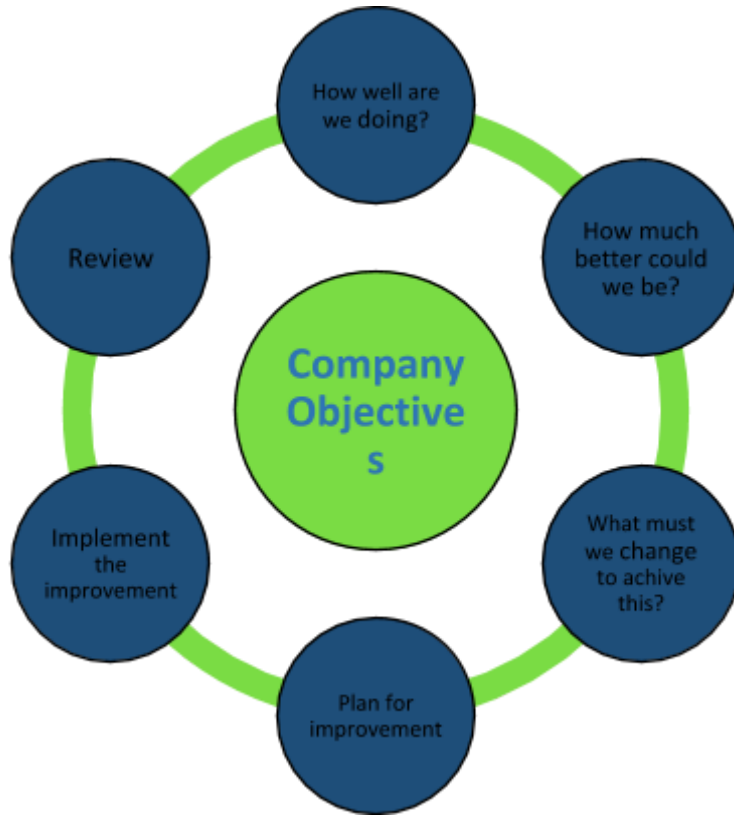 How well are
we doing?
How much
better could
we be?
What must
we change
to achive
this?
Plan for
improvement
Implement
the
improvement
Review
Company
Objective
s